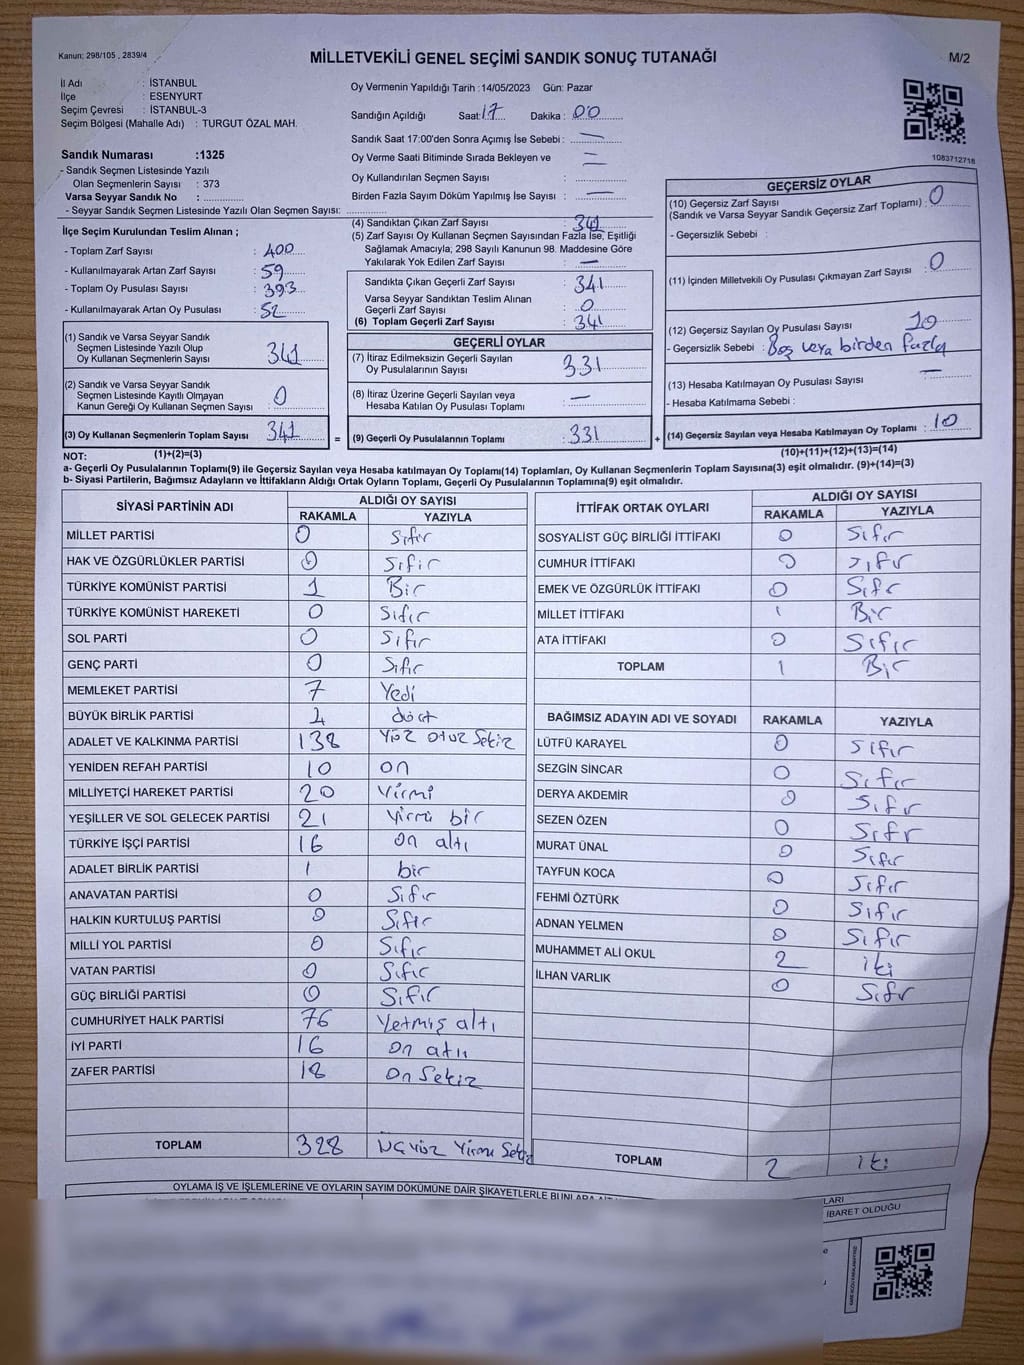 Kanun: 298/105 , 2839/4
MİLLETVEKİLİ GENEL SEÇİMİ SANDIK SONUÇ TUTANAĞI
M/2
İl Adı : İSTANBUL
İlçe : ESENYURT
Seçim Çevresi : İSTANBUL-3
Seçim Bölgesi (Mahalle Adı) : TURGUT ÖZAL MAH.
Sandık Numarası :1325
- Sandık Seçmen Listesinde Yazılı
Olan Seçmenlerin Sayısı : 373
Varsa Seyyar Sandık No :
- Seyyar Sandık Seçmen Listesinde Yazılı Olan Seçmen Sayısı:
Oy Vermenin Yapıldığı Tarih :14/05/2023 Gün: Pazar
Sandığın Açıldığı Saat: 17 Dakika : 00
Sandık Saat 17:00'den Sonra Açımış İse Sebebi : —
Oy Verme Saati Bitiminde Sırada Bekleyen ve
Oy Kullandırılan Seçmen Sayısı :
Birden Fazla Sayım Döküm Yapılmış İse Sayısı : —
1083712718
İlçe Seçim Kurulundan Teslim Alınan ;
- Toplam Zarf Sayısı : 400
- Kullanılmayarak Artan Zarf Sayısı : 59
- Toplam Oy Pusulası Sayısı : 393
- Kullanılmayarak Artan Oy Pusulası : 52
(1) Sandık ve Varsa Seyyar Sandık
Seçmen Listesinde Yazılı Olup
Oy Kullanan Seçmenlerin Sayısı 341
(2) Sandık ve Varsa Seyyar Sandık
Seçmen Listesinde Kayıtlı Olmayan
Kanun Gereği Oy Kullanan Seçmen Sayısı 0
(3) Oy Kullanan Seçmenlerin Toplam Sayısı 341
(4) Sandıktan Çıkan Zarf Sayısı : 341
(5) Zarf Sayısı Oy Kullanan Seçmen Sayısından Fazla İse, Eşitliği
Sağlamak Amacıyla, 298 Sayılı Kanunun 98. Maddesine Göre
Yakılarak Yok Edilen Zarf Sayısı : —
Sandıkta Çıkan Geçerli Zarf Sayısı : 341
Varsa Seyyar Sandıktan Teslim Alınan
Geçerli Zarf Sayısı : 0
(6) Toplam Geçerli Zarf Sayısı : 341
GEÇERLİ OYLAR
(7) İtiraz Edilmeksizin Geçerli Sayılan
Oy Pusulalarının Sayısı 331
(8) İtiraz Üzerine Geçerli Sayılan veya
Hesaba Katılan Oy Pusulası Toplamı —
= (9) Geçerli Oy Pusulalarının Toplamı 331
GEÇERSİZ OYLAR
(10) Geçersiz Zarf Sayısı
(Sandık ve Varsa Seyyar Sandık Geçersiz Zarf Toplamı) : 0
- Geçersizlik Sebebi :
(11) İçinden Milletvekili Oy Pusulası Çıkmayan Zarf Sayısı : 0
(12) Geçersiz Sayılan Oy Pusulası Sayısı 10
- Geçersizlik Sebebi : Boş veya birden fazla
(13) Hesaba Katılmayan Oy Pusulası Sayısı —
- Hesaba Katılmama Sebebi :
+ (14) Geçersiz Sayılan veya Hesaba Katılmayan Oy Toplamı : 10
NOT: (1)+(2)=(3) (10)+(11)+(12)+(13)=(14)
a- Geçerli Oy Pusulalarının Toplamı(9) ile Geçersiz Sayılan veya Hesaba katılmayan Oy Toplamı(14) Toplamları, Oy Kullanan Seçmenlerin Toplam Sayısına(3) eşit olmalıdır. (9)+(14)=(3)
b- Siyasi Partilerin, Bağımsız Adayların ve İttifakların Aldığı Ortak Oyların Toplamı, Geçerli Oy Pusulalarının Toplamına(9) eşit olmalıdır.
SİYASİ PARTİNİN ADI ALDIĞI OY SAYISI
RAKAMLA YAZIYLA
MİLLET PARTİSİ 0 Sıfır
HAK VE ÖZGÜRLÜKLER PARTİSİ 0 Sıfır
TÜRKİYE KOMÜNİST PARTİSİ 1 Bir
TÜRKİYE KOMÜNİST HAREKETİ 0 Sıfır
SOL PARTİ 0 Sıfır
GENÇ PARTİ 0 Sıfır
MEMLEKET PARTİSİ 7 Yedi
BÜYÜK BİRLİK PARTİSİ 4 dört
ADALET VE KALKINMA PARTİSİ 138 Yüz otuz Sekiz
YENİDEN REFAH PARTİSİ 10 on
MİLLİYETÇİ HAREKET PARTİSİ 20 Yirmi
YEŞİLLER VE SOL GELECEK PARTİSİ 21 Yirmi bir
TÜRKİYE İŞÇİ PARTİSİ 16 on altı
ADALET BİRLİK PARTİSİ 1 bir
ANAVATAN PARTİSİ 0 Sıfır
HALKIN KURTULUŞ PARTİSİ 0 Sıfır
MİLLİ YOL PARTİSİ 0 Sıfır
VATAN PARTİSİ 0 Sıfır
GÜÇ BİRLİĞİ PARTİSİ 0 Sıfır
CUMHURİYET HALK PARTİSİ 76 Yetmiş altı
İYİ PARTİ 16 on altı
ZAFER PARTİSİ 18 on Sekiz
TOPLAM 328 üçyüz Yirmi Sekiz
İTTİFAK ORTAK OYLARI ALDIĞI OY SAYISI
RAKAMLA YAZIYLA
SOSYALİST GÜÇ BİRLİĞİ İTTİFAKI 0 Sıfır
CUMHUR İTTİFAKI 0 Sıfır
EMEK VE ÖZGÜRLÜK İTTİFAKI 0 Sıfır
MİLLET İTTİFAKI 1 Bir
ATA İTTİFAKI 0 Sıfır
TOPLAM 1 Bir
BAĞIMSIZ ADAYIN ADI VE SOYADI RAKAMLA YAZIYLA
LÜTFÜ KARAYEL 0 Sıfır
SEZGİN SİNCAR 0 Sıfır
DERYA AKDEMİR 0 Sıfır
SEZEN ÖZEN 0 Sıfır
MURAT ÜNAL 0 Sıfır
TAYFUN KOCA 0 Sıfır
FEHMİ ÖZTÜRK 0 Sıfır
ADNAN YELMEN 0 Sıfır
MUHAMMET ALİ OKUL 2 iki
İLHAN VARLIK 0 Sıfır
TOPLAM 2 iki
OYLAMA İŞ VE İŞLEMLERİNE VE OYLARIN SAYIM DÖKÜMÜNE DAİR ŞİKAYETLERLE BUNLARA
İBARET OLDUĞU